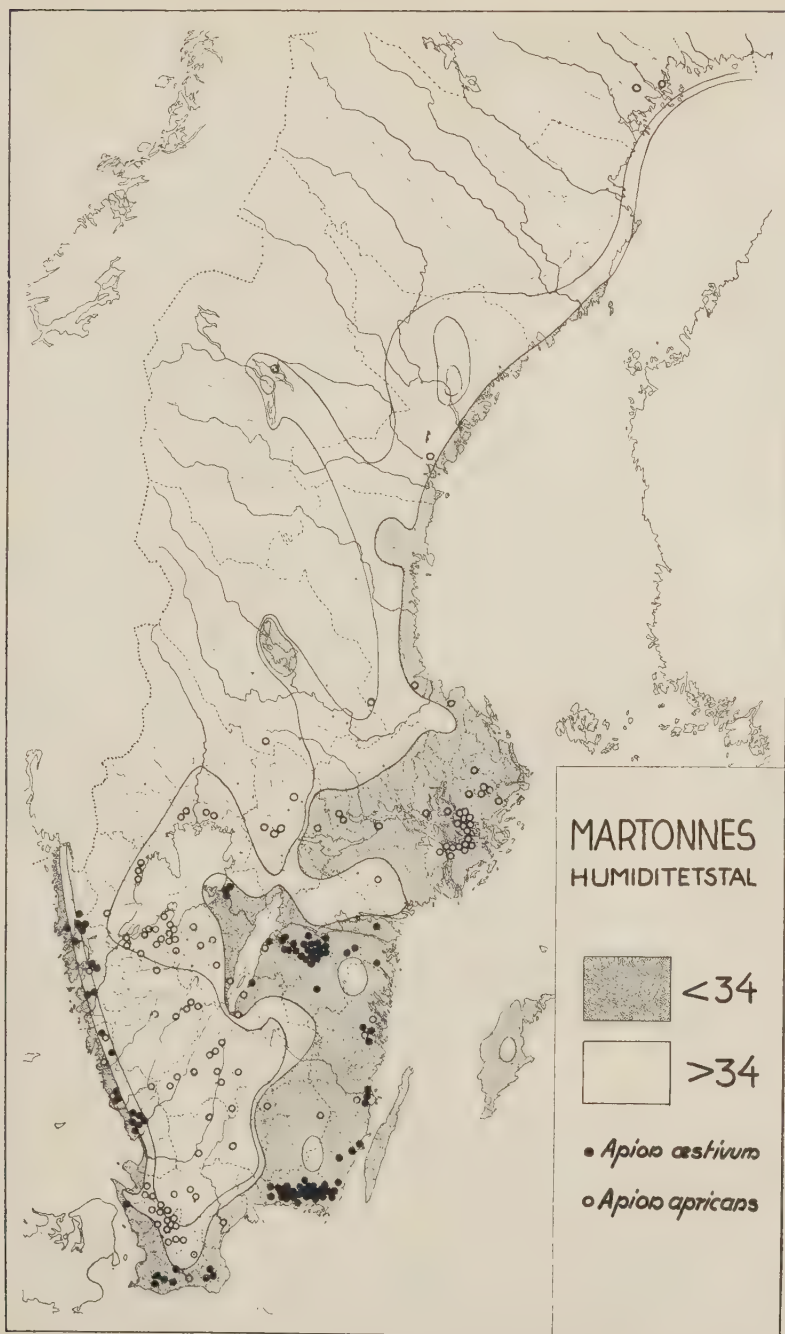 MARTONNES
HUMIDITETSTAL
<34
>34
Apion æstivum
Apion apricans